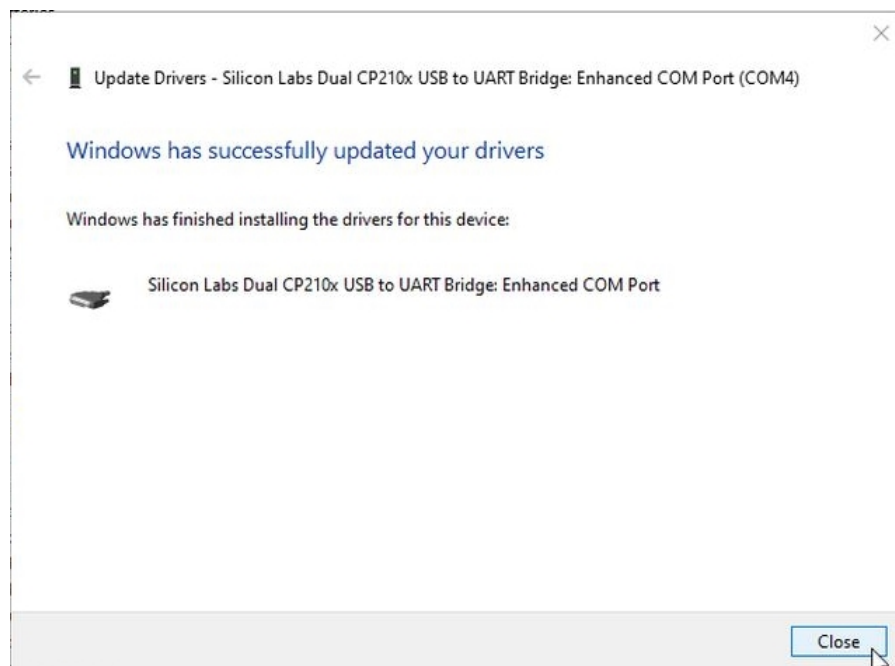 Update Drivers - Silicon Labs Dual CP210x USB to UART Bridge: Enhanced COM Port (COM4)
Windows has successfully updated your drivers
Windows has finished installing the drivers for this device:
Silicon Labs Dual CP210x USB to UART Bridge: Enhanced COM Port
Close